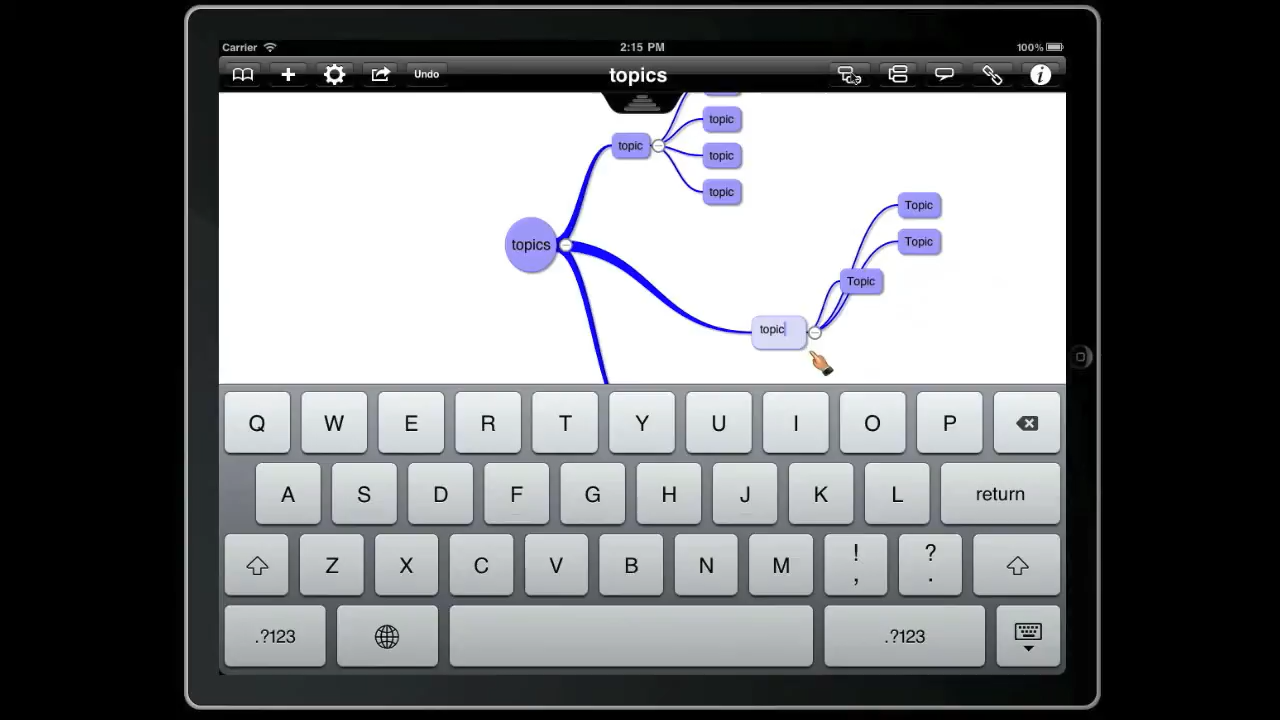 Carrier 2:15 PM 100%
Undo topics
topic
topic
topic
topic
Topic
topics
Topic
Topic
topic
Q W E R T Y U I O P
A S D F G H J K L return
Z X C V B N M ! , ? .
.?123 .?123